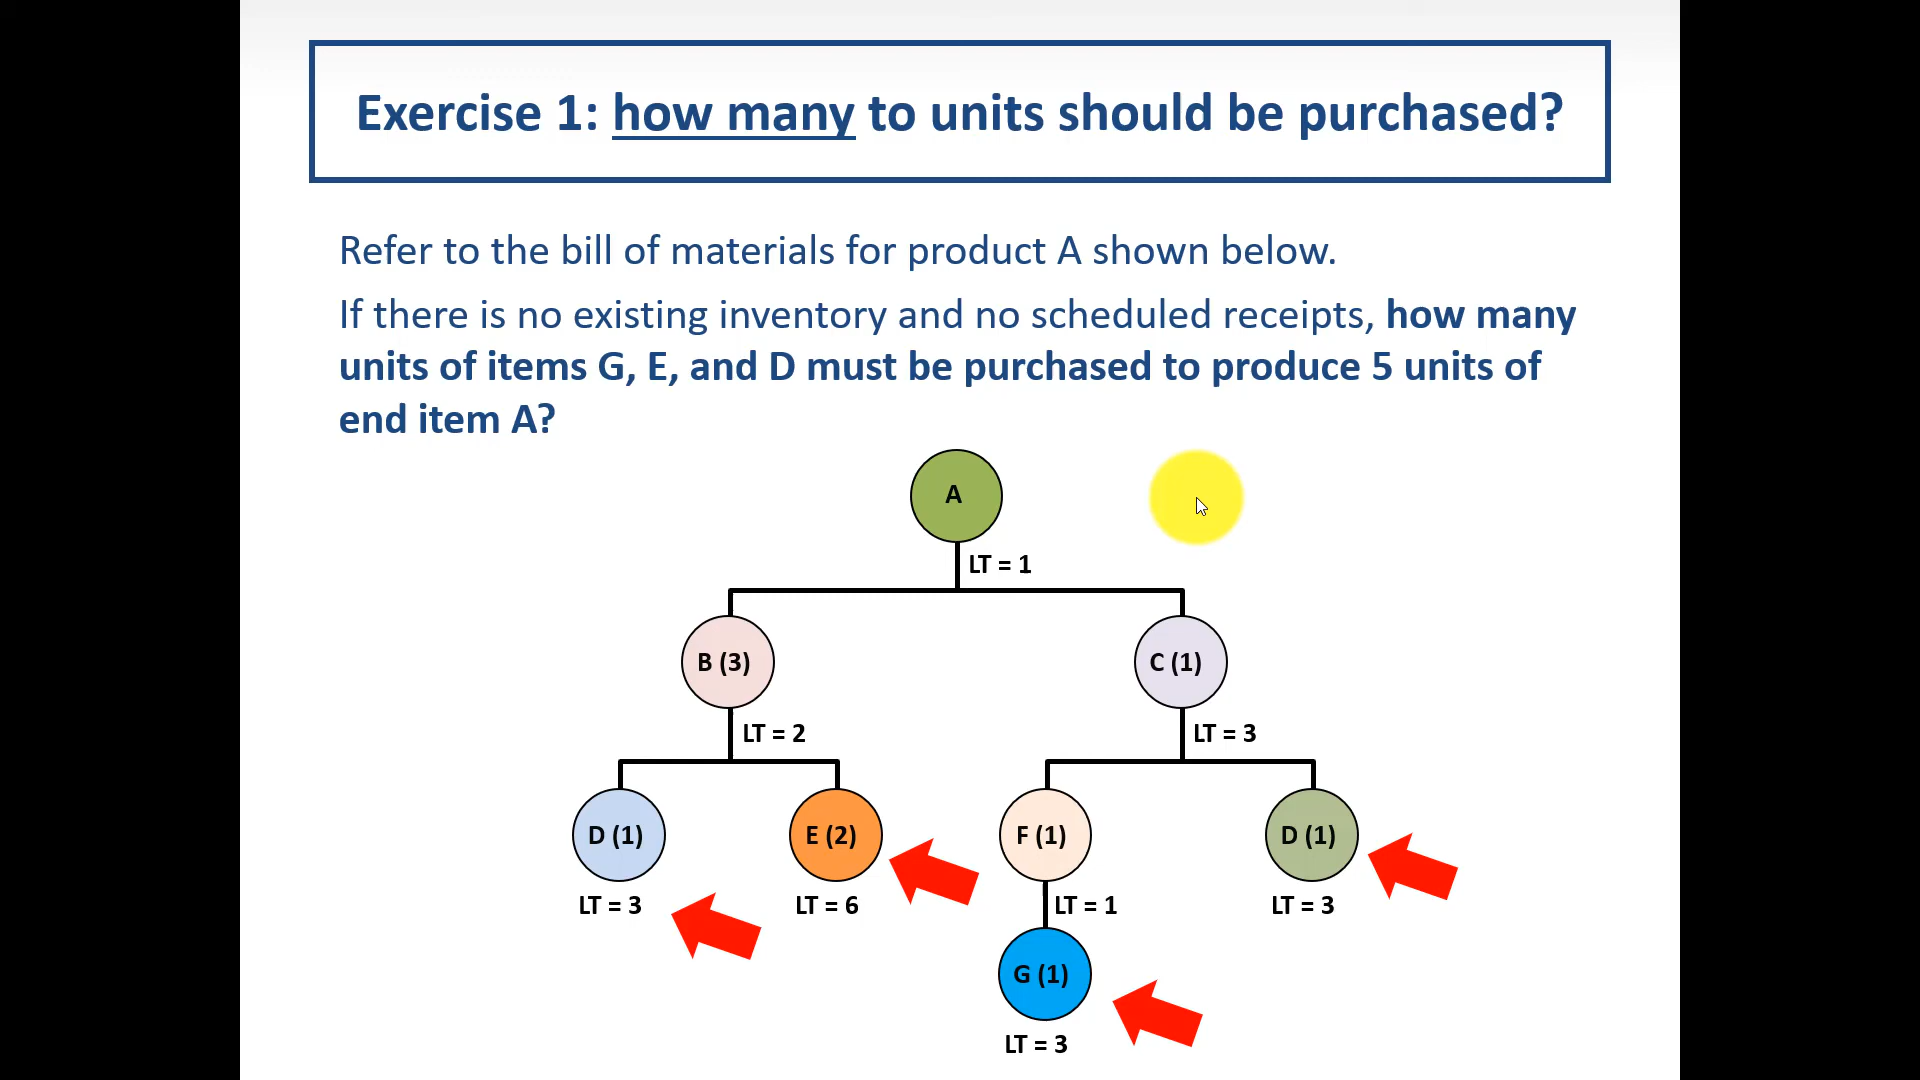 Exercise 1: how many to units should be purchased?
Refer to the bill of materials for product A shown below.
If there is no existing inventory and no scheduled receipts, how many
units of items G, E, and D must be purchased to produce 5 units of
end item A?
A
LT = 1
B (3)
C (1)
LT = 2
LT = 3
D (1)
E (2)
F (1)
D (1)
LT = 3
LT = 6
LT = 1
LT = 3
G (1)
LT = 3